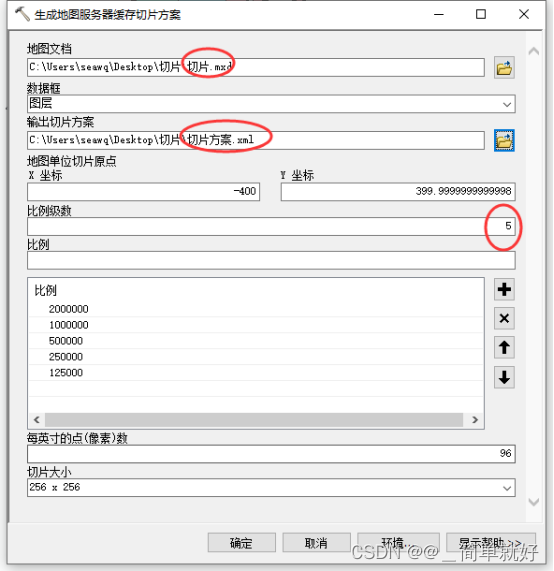 生成地图服务器缓存切片方案
地图文档
C:\Users\seawq\Desktop\切片\切片.mxd
数据框
图层
输出切片方案
C:\Users\seawq\Desktop\切片\切片方案.xml
地图单位切片原点
X 坐标 Y 坐标
-400 399.9999999999998
比例级数
5
比例
比例
2000000
1000000
500000
250000
125000
每英寸的点(像素)数
96
切片大小
256 x 256
确定 取消 环境... 显示帮助 >>
CSDN @@＿简单就好